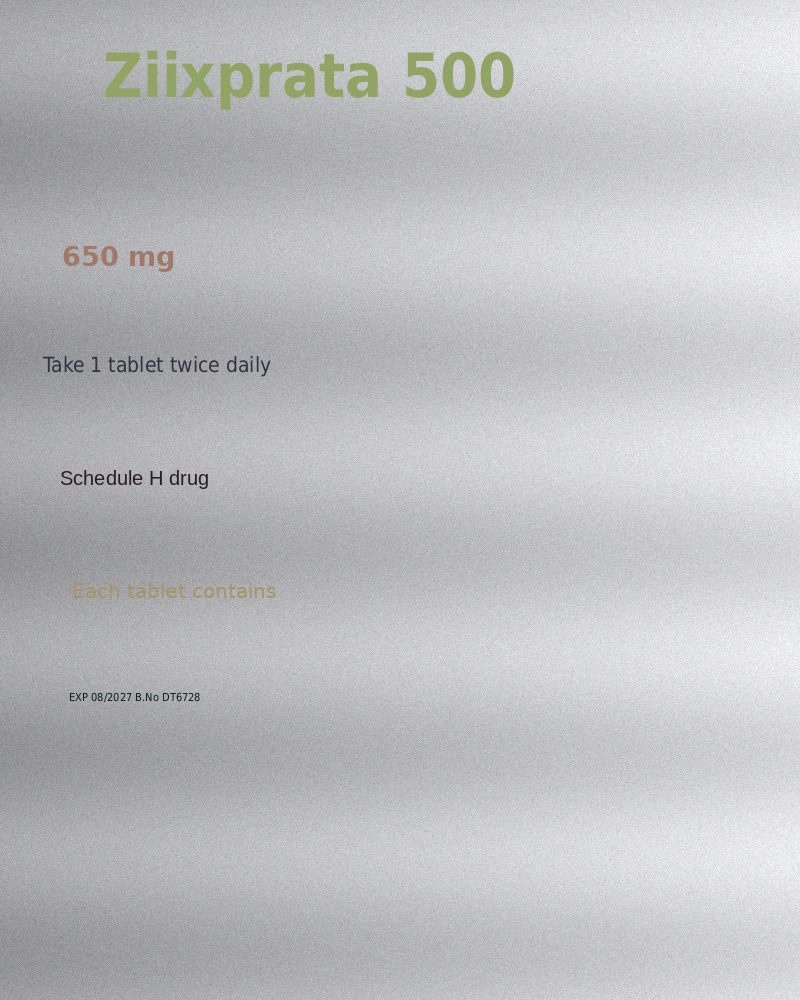 Ziixprata 500
650 mg
Take 1 tablet twice daily
Schedule H drug
Each tablet contains
EXP 08/2027 B.No DT6728